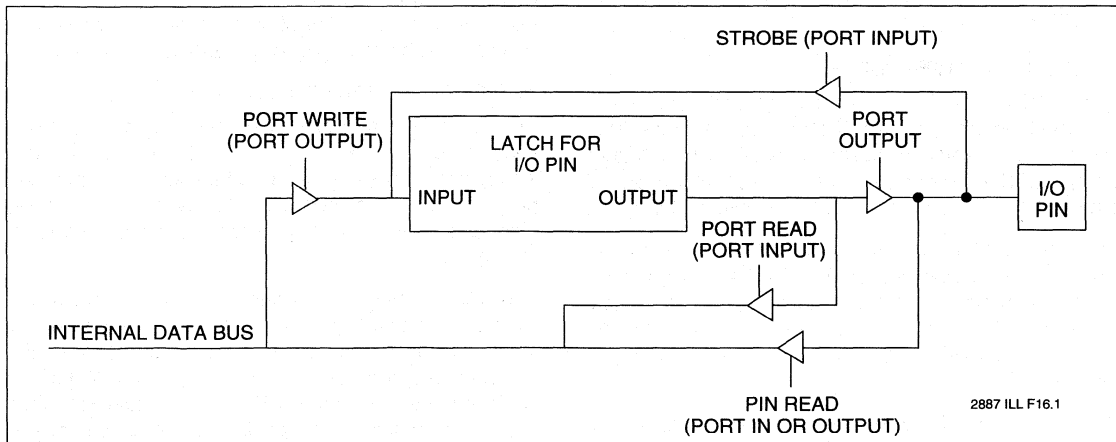 STROBE (PORT INPUT)
PORT WRITE
(PORT OUTPUT)
PORT
OUTPUT
LATCH FOR
I/O PIN
INPUT
OUTPUT
I/O
PIN
PORT READ
(PORT INPUT)
INTERNAL DATA BUS
PIN READ
(PORT IN OR OUTPUT)
2887 ILL F16.1